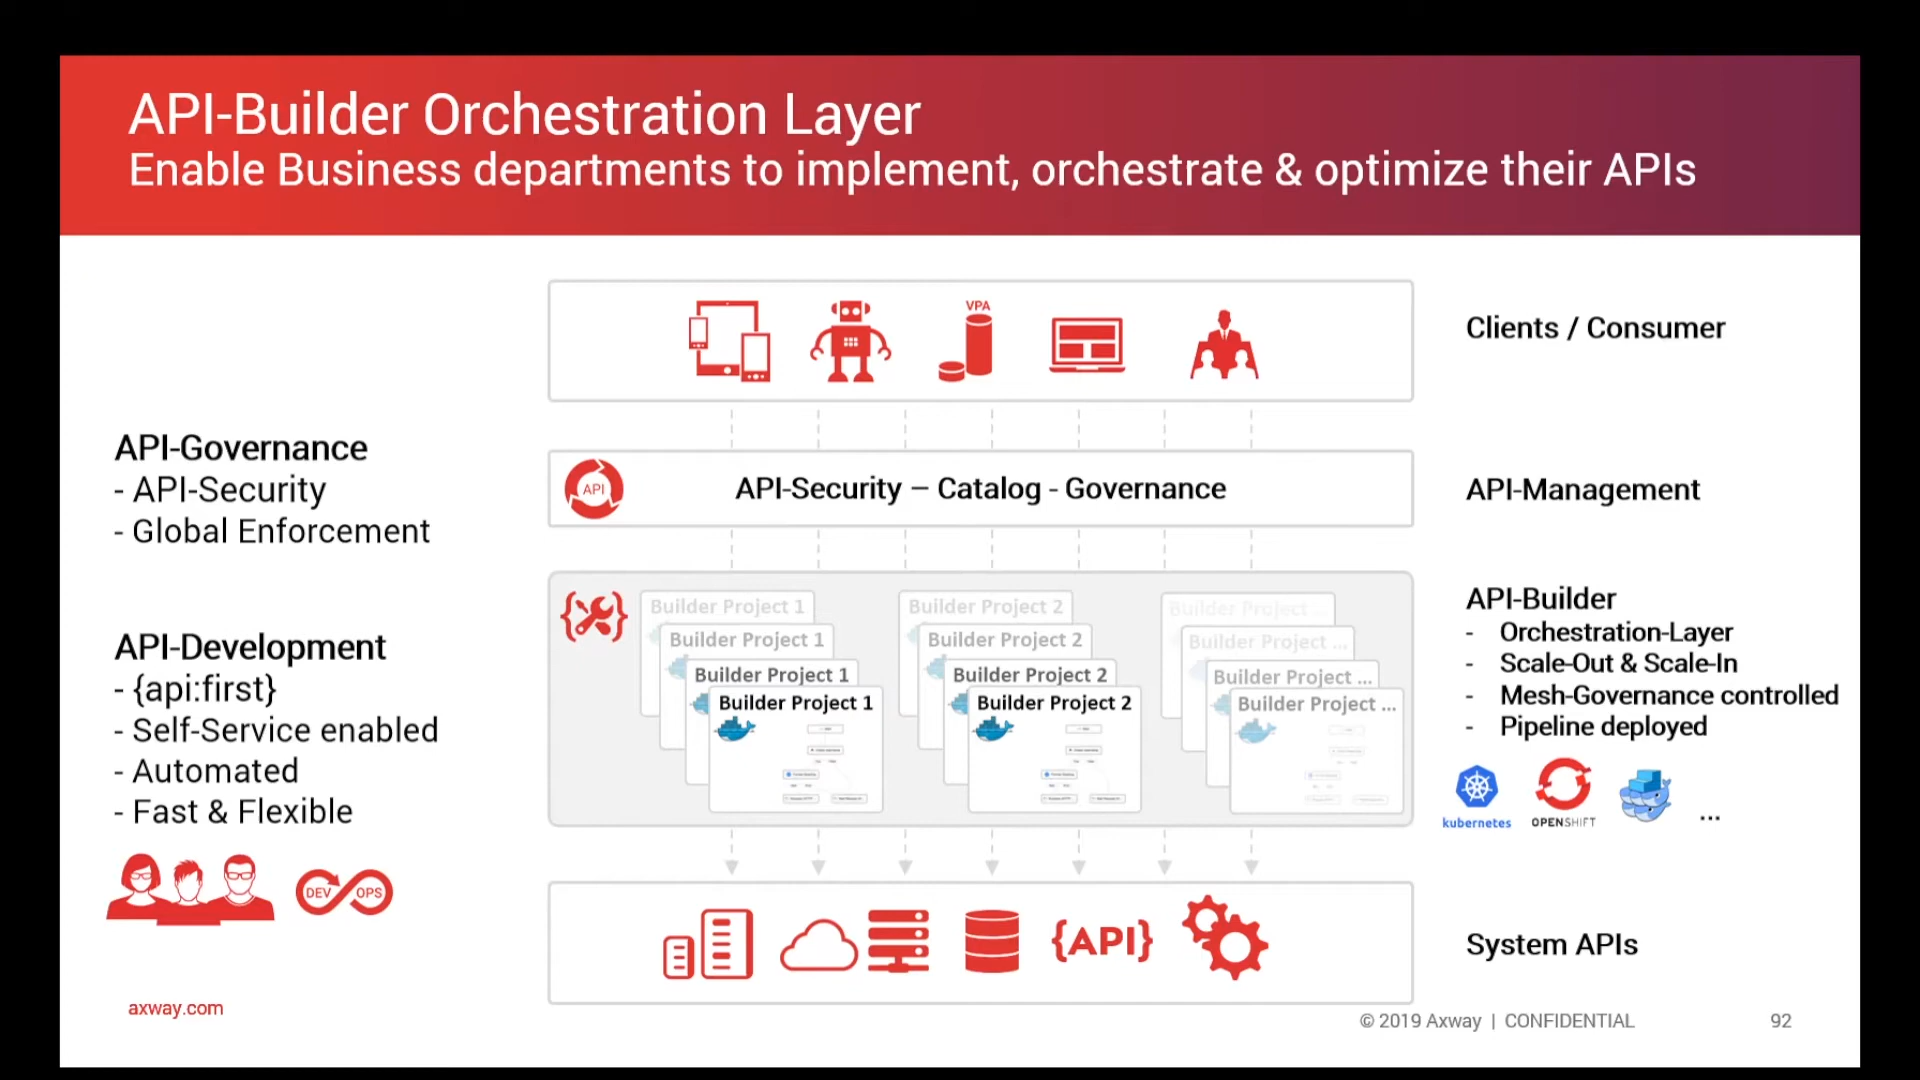 API-Builder Orchestration Layer
Enable Business departments to implement, orchestrate & optimize their APIs
VPA
Clients / Consumer
API-Governance
- API-Security
- Global Enforcement
API
API-Security – Catalog - Governance
API-Management
API-Development
- {api:first}
- Self-Service enabled
- Automated
- Fast & Flexible
DEV OPS
Builder Project 1
Builder Project 1
Builder Project 1
Builder Project 1
Builder Project 2
Builder Project 2
Builder Project 2
Builder Project 2
Builder Project ...
Builder Project ...
Builder Project ...
Builder Project ...
API-Builder
- Orchestration-Layer
- Scale-Out & Scale-In
- Mesh-Governance controlled
- Pipeline deployed
kubernetes
OPENSHIFT
...
{API}
System APIs
axway.com
© 2019 Axway | CONFIDENTIAL
92